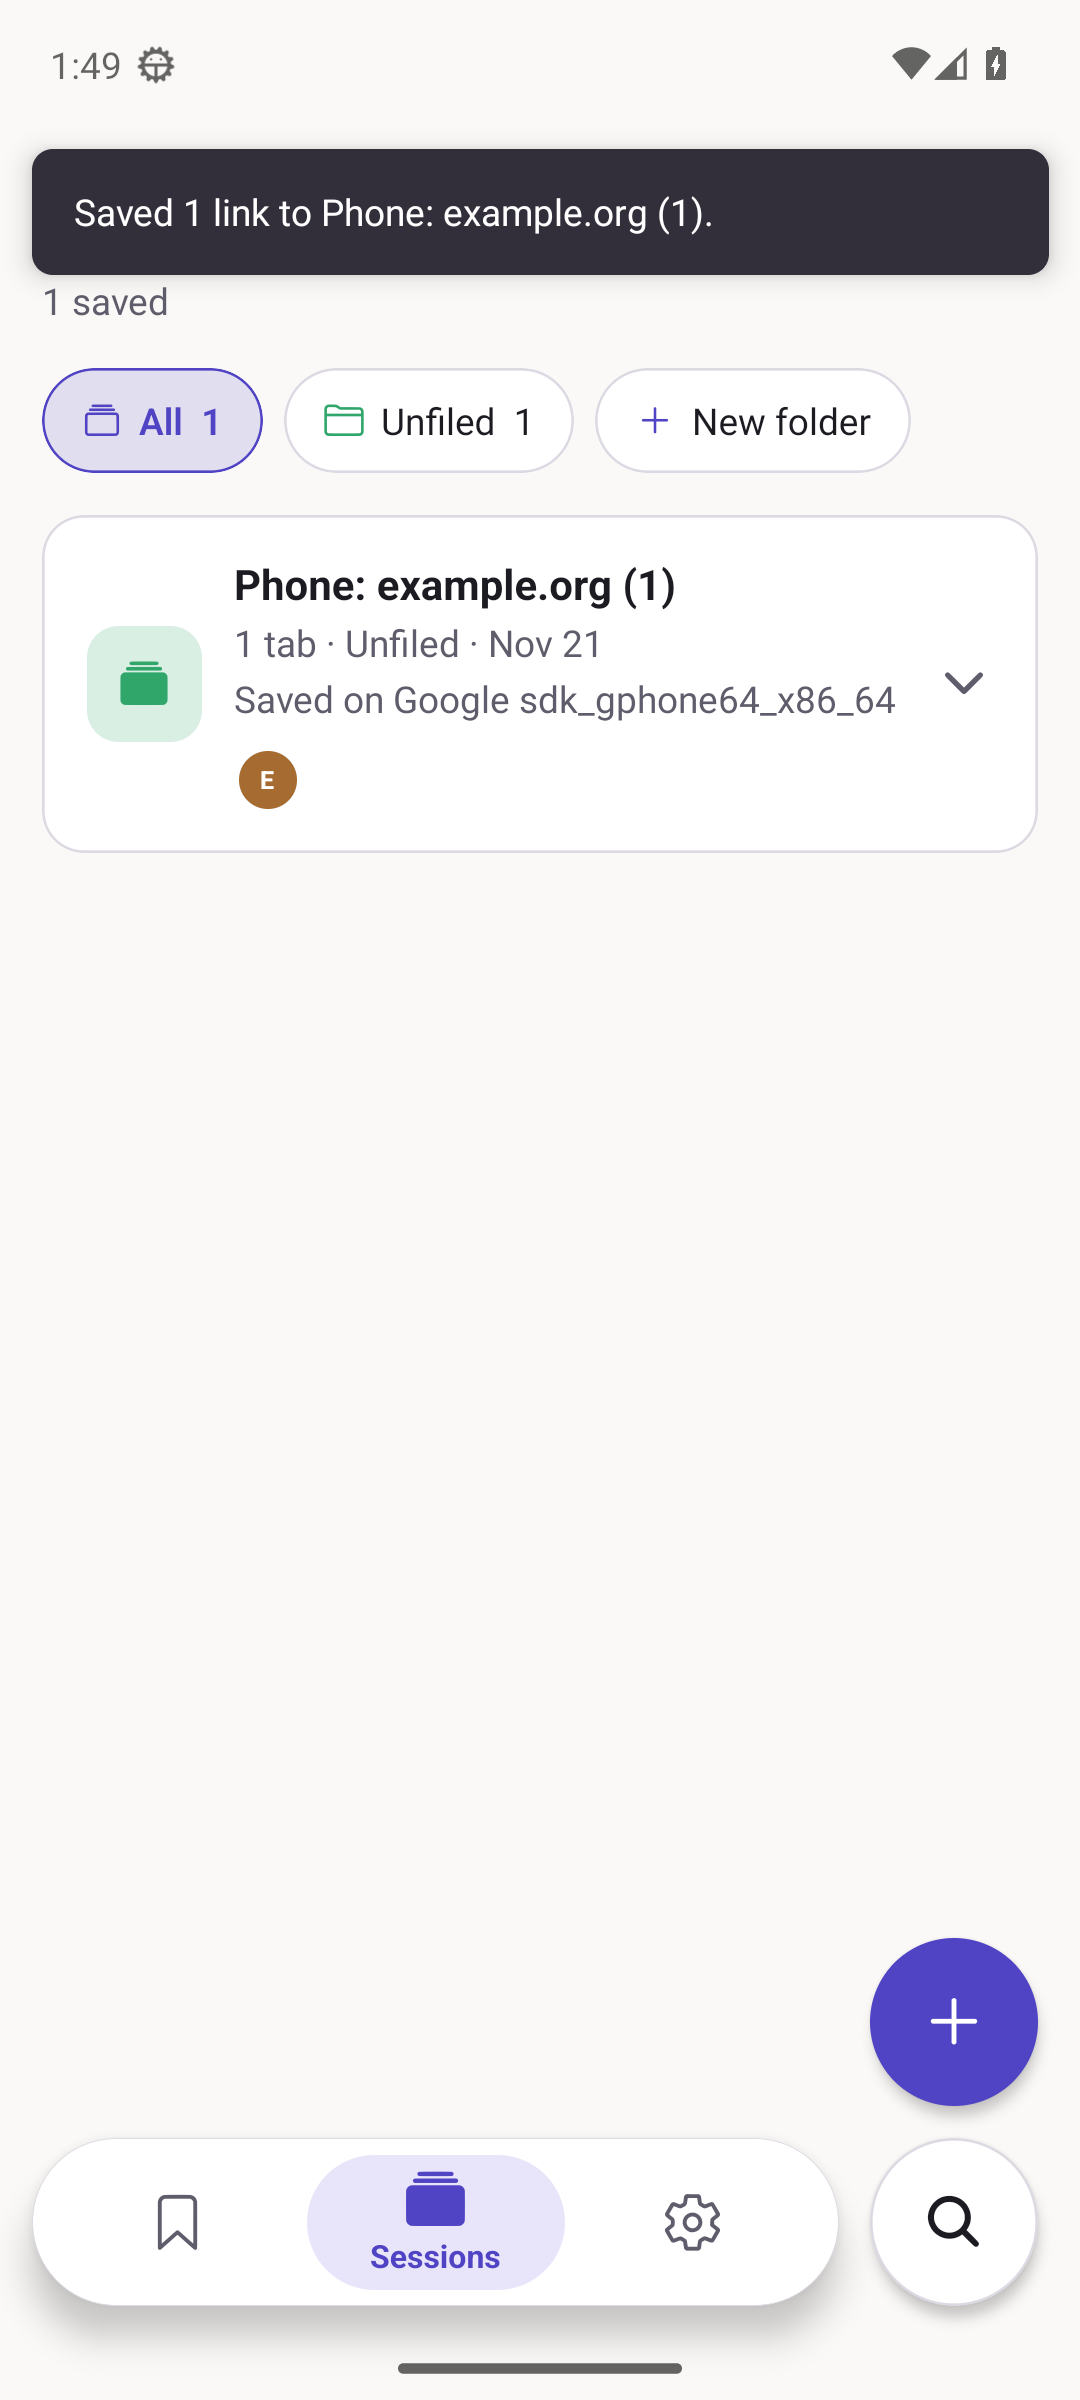 1:49
Saved 1 link to Phone: example.org (1).
1 saved
All 1
Unfiled 1
New folder
Phone: example.org (1)
1 tab · Unfiled · Nov 21
Saved on Google sdk_gphone64_x86_64
E
Sessions